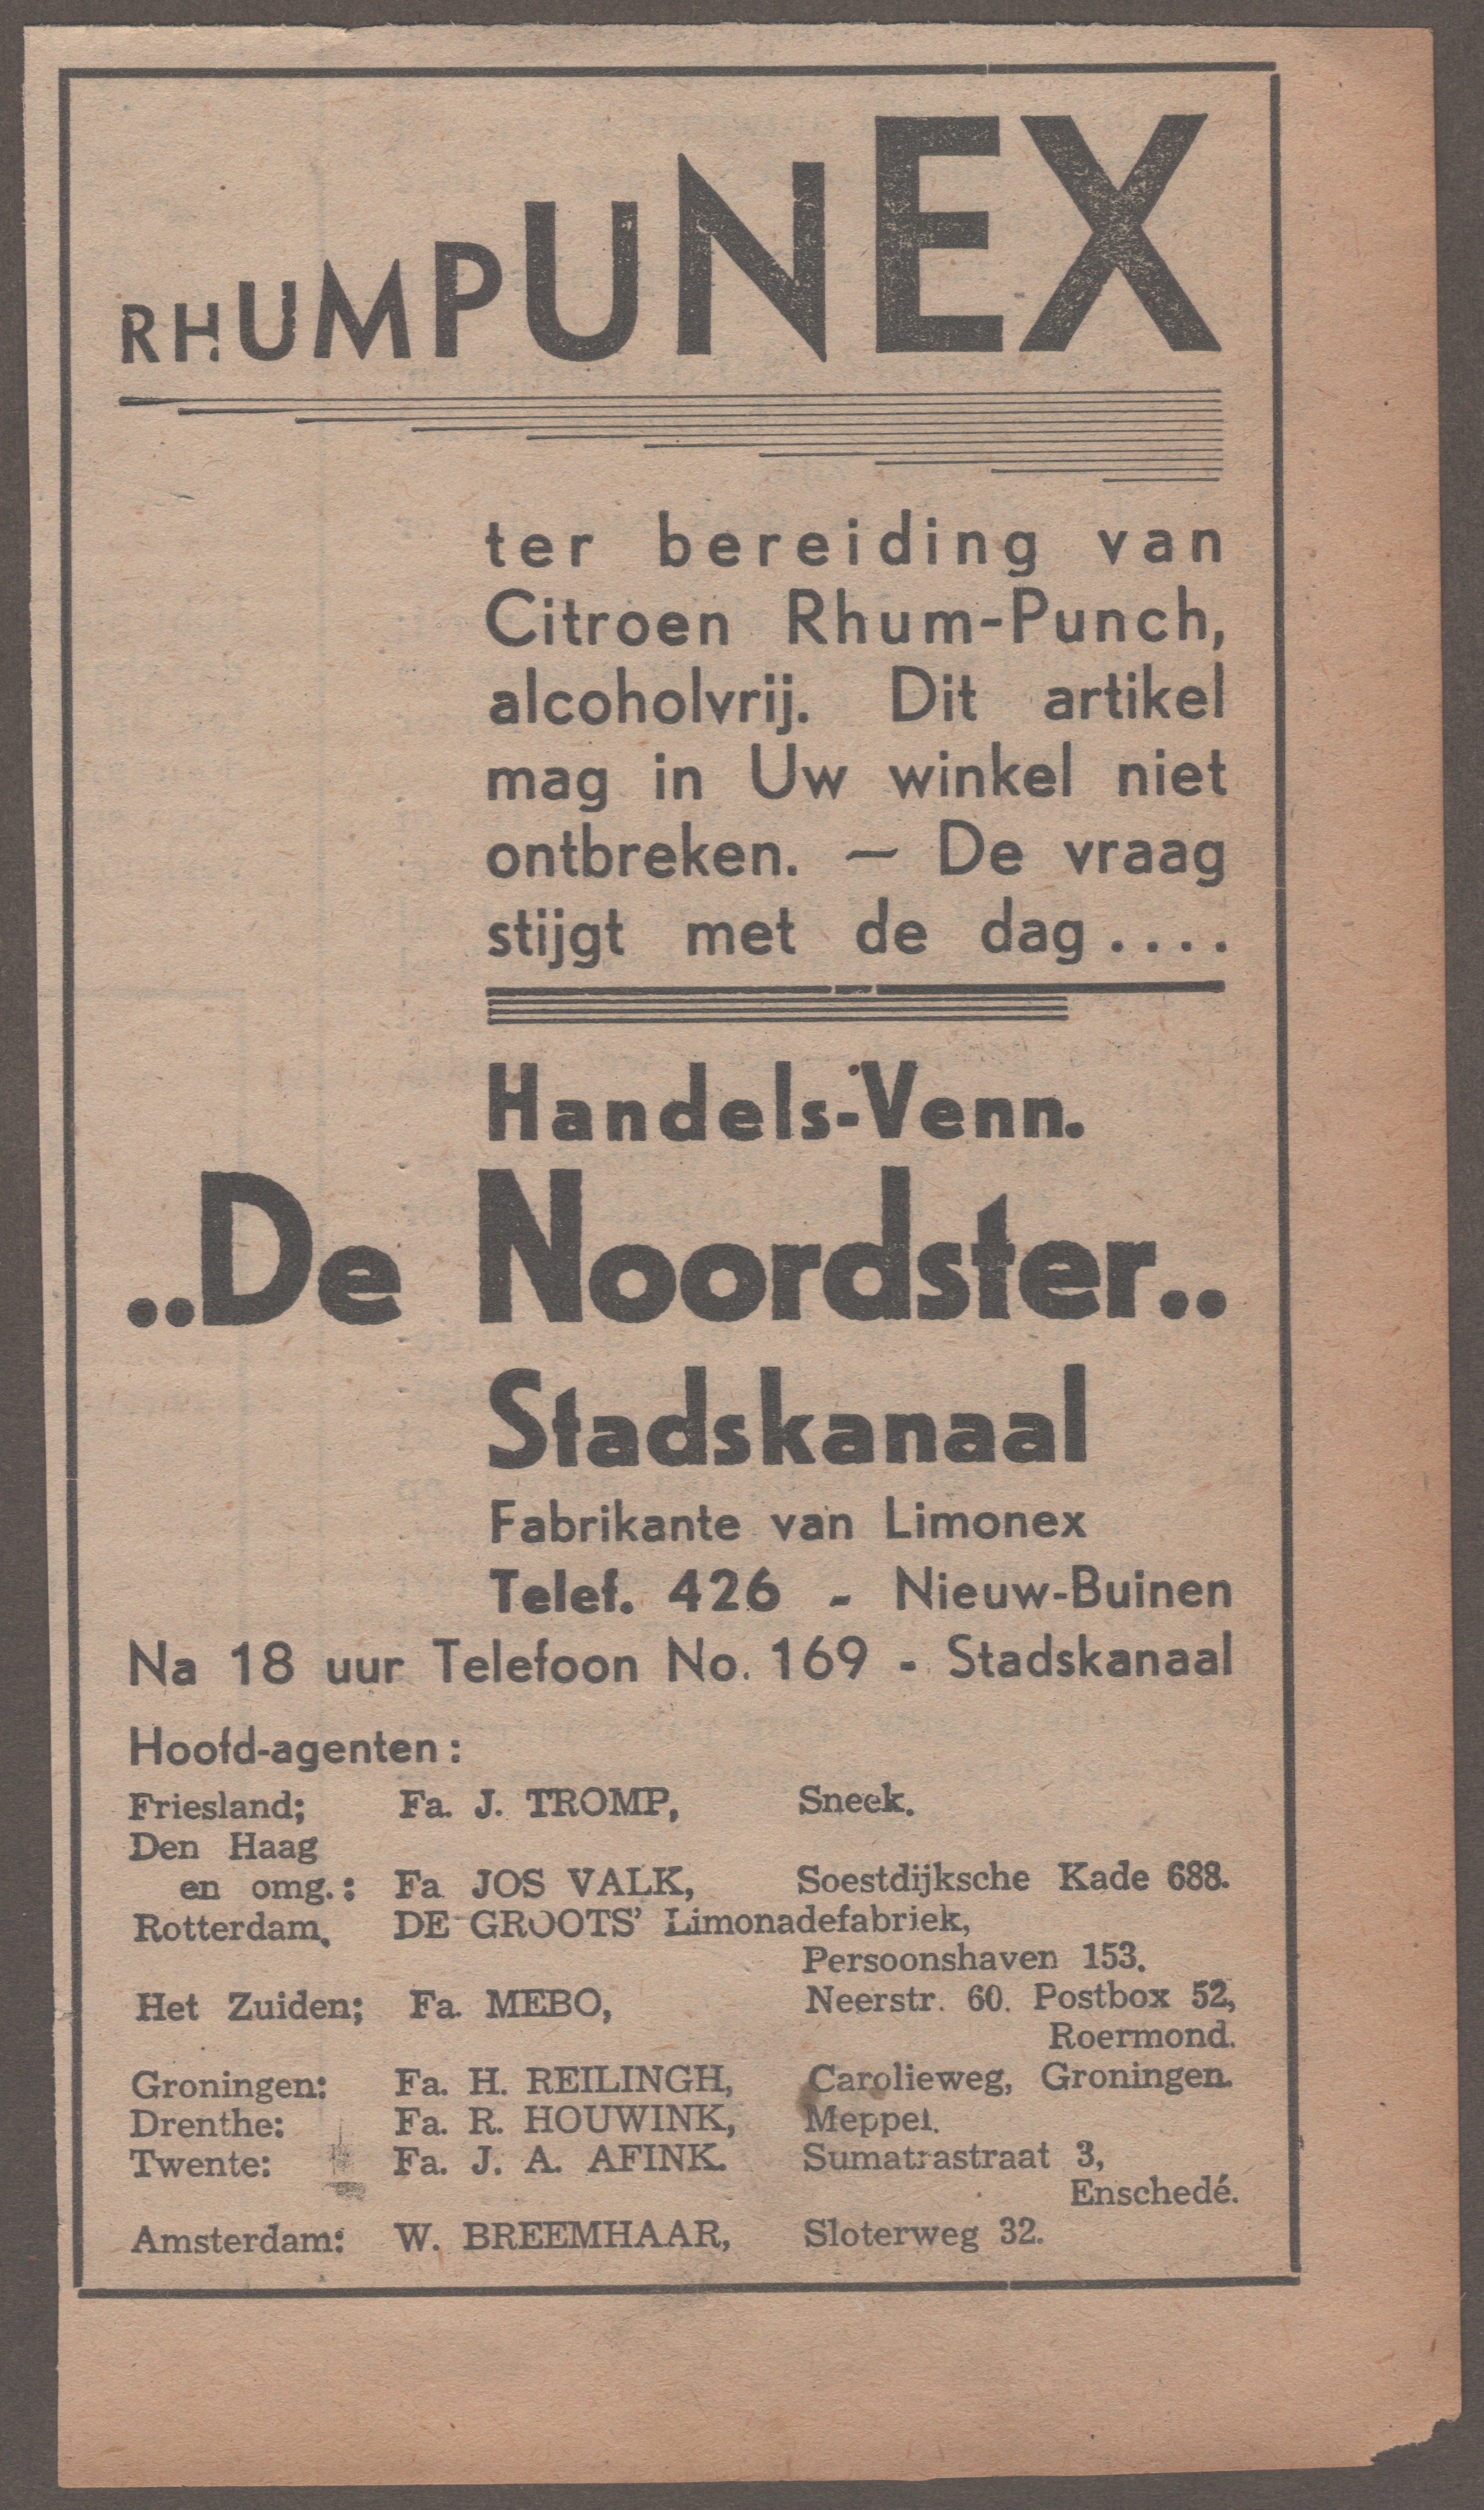 RHUMPUNEX
ter bereiding van
Citroen Rhum-Punch,
alcoholvrij. Dit artikel
mag in Uw winkel niet
ontbreken. — De vraag
stijgt met de dag....
Handels-Venn.
„De Noordster..
Stadskanaal
Fabrikante van Limonex
Telef. 426 - Nieuw-Buinen
Na 18 uur Telefoon No. 169 - Stadskanaal
Hoofd-agenten:
Friesland; Fa. J. TROMP, Sneek.
Den Haag
en omg.: Fa JOS VALK, Soestdijksche Kade 688.
Rotterdam, DE GROOTS' Limonadefabriek,
Persoonshaven 153.
Het Zuiden; Fa. MEBO, Neerstr. 60. Postbox 52,
Roermond.
Groningen: Fa. H. REILINGH, Carolieweg, Groningen.
Drenthe: Fa. R. HOUWINK, Meppel.
Twente: Fa. J. A. AFINK. Sumatrastraat 3,
Enschedé.
Amsterdam: W. BREEMHAAR, Sloterweg 32.